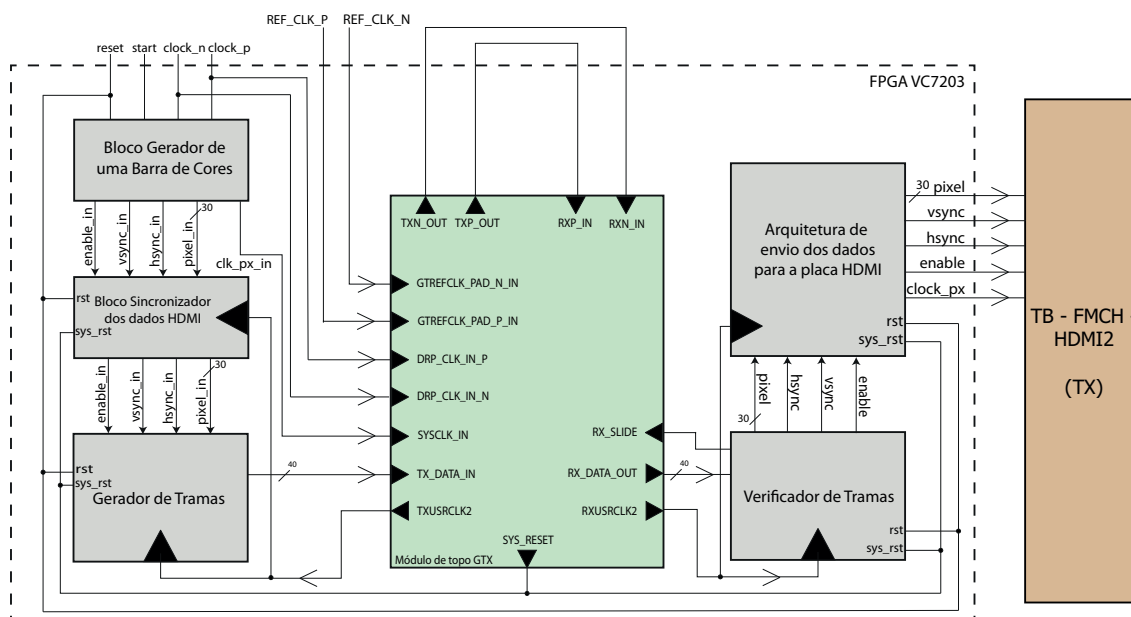 REF_CLK_P REF_CLK_N
reset start clock_n clock_p
FPGA VC7203
Bloco Gerador de
uma Barra de Cores
enable_in
vsync_in
hsync_in
pixel_in
30
clk_px_in
rst
sys_rst
Bloco Sincronizador
dos dados HDMI
enable_in
vsync_in
hsync_in
pixel_in
30
rst
sys_rst
Gerador de Tramas
40
TXN_OUT
TXP_OUT
RXP_IN
RXN_IN
GTREFCLK_PAD_N_IN
GTREFCLK_PAD_P_IN
DRP_CLK_IN_P
DRP_CLK_IN_N
SYSCLK_IN
TX_DATA_IN
TXUSRCLK2
RX_SLIDE
RX_DATA_OUT
RXUSRCLK2
SYS_RESET
Módulo de topo GTX
40
Arquitetura de
envio dos dados
para a placa HDMI
rst
sys_rst
30 pixel
vsync
hsync
enable
clock_px
pixel
hsync
vsync
enable
30
Verificador de Tramas
rst
sys_rst
TB - FMCH -
HDMI2
(TX)